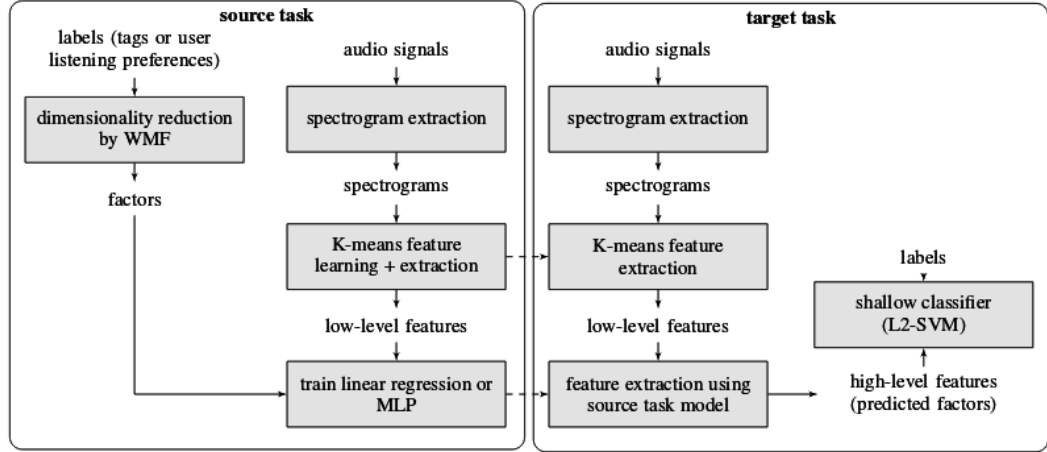 source task
labels (tags or user
listening preferences)
dimensionality reduction
by WMF
factors
audio signals
spectrogram extraction
spectrograms
K-means feature
learning + extraction
low-level features
train linear regression or
MLP
target task
audio signals
spectrogram extraction
spectrograms
K-means feature
extraction
low-level features
feature extraction using
source task model
labels
shallow classifier
(L2-SVM)
high-level features
(predicted factors)